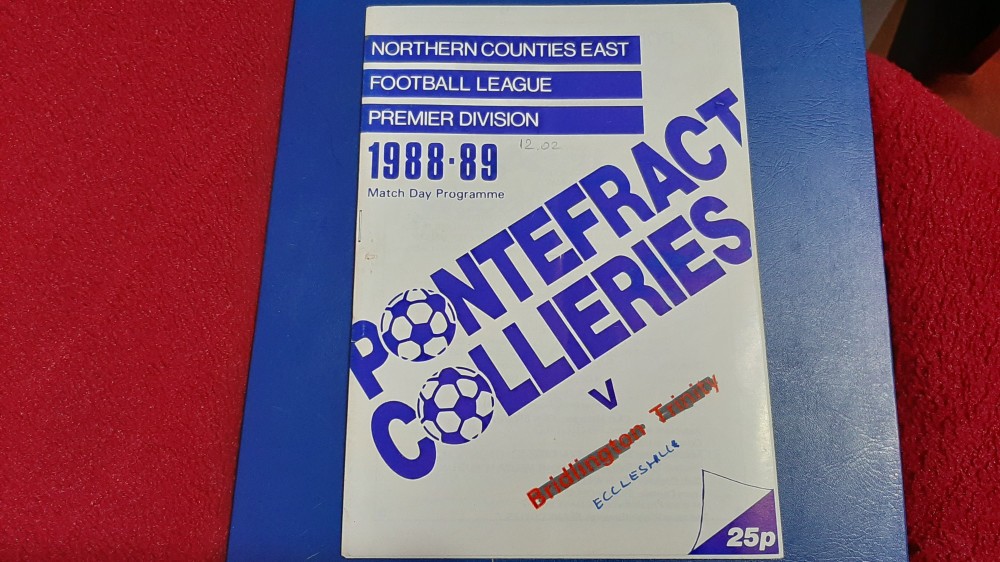 NORTHERN COUNTIES EAST
FOOTBALL LEAGUE
PREMIER DIVISION
12.02
1988·89
Match Day Programme
PONTEFRACT
COLLIERIES
V
Bridlington Trinity
ECCLESHILL
25p